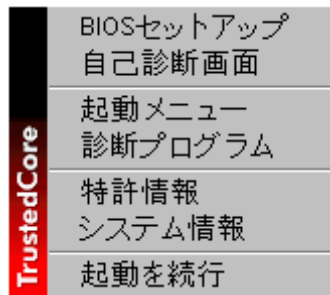 BIOSセットアップ
自己診断画面
起動メニュー
診断プログラム
特許情報
システム情報
起動を続行
TrustedCore